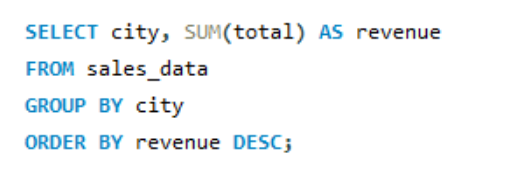 SELECT city, SUM(total) AS revenue
FROM sales_data
GROUP BY city
ORDER BY revenue DESC;